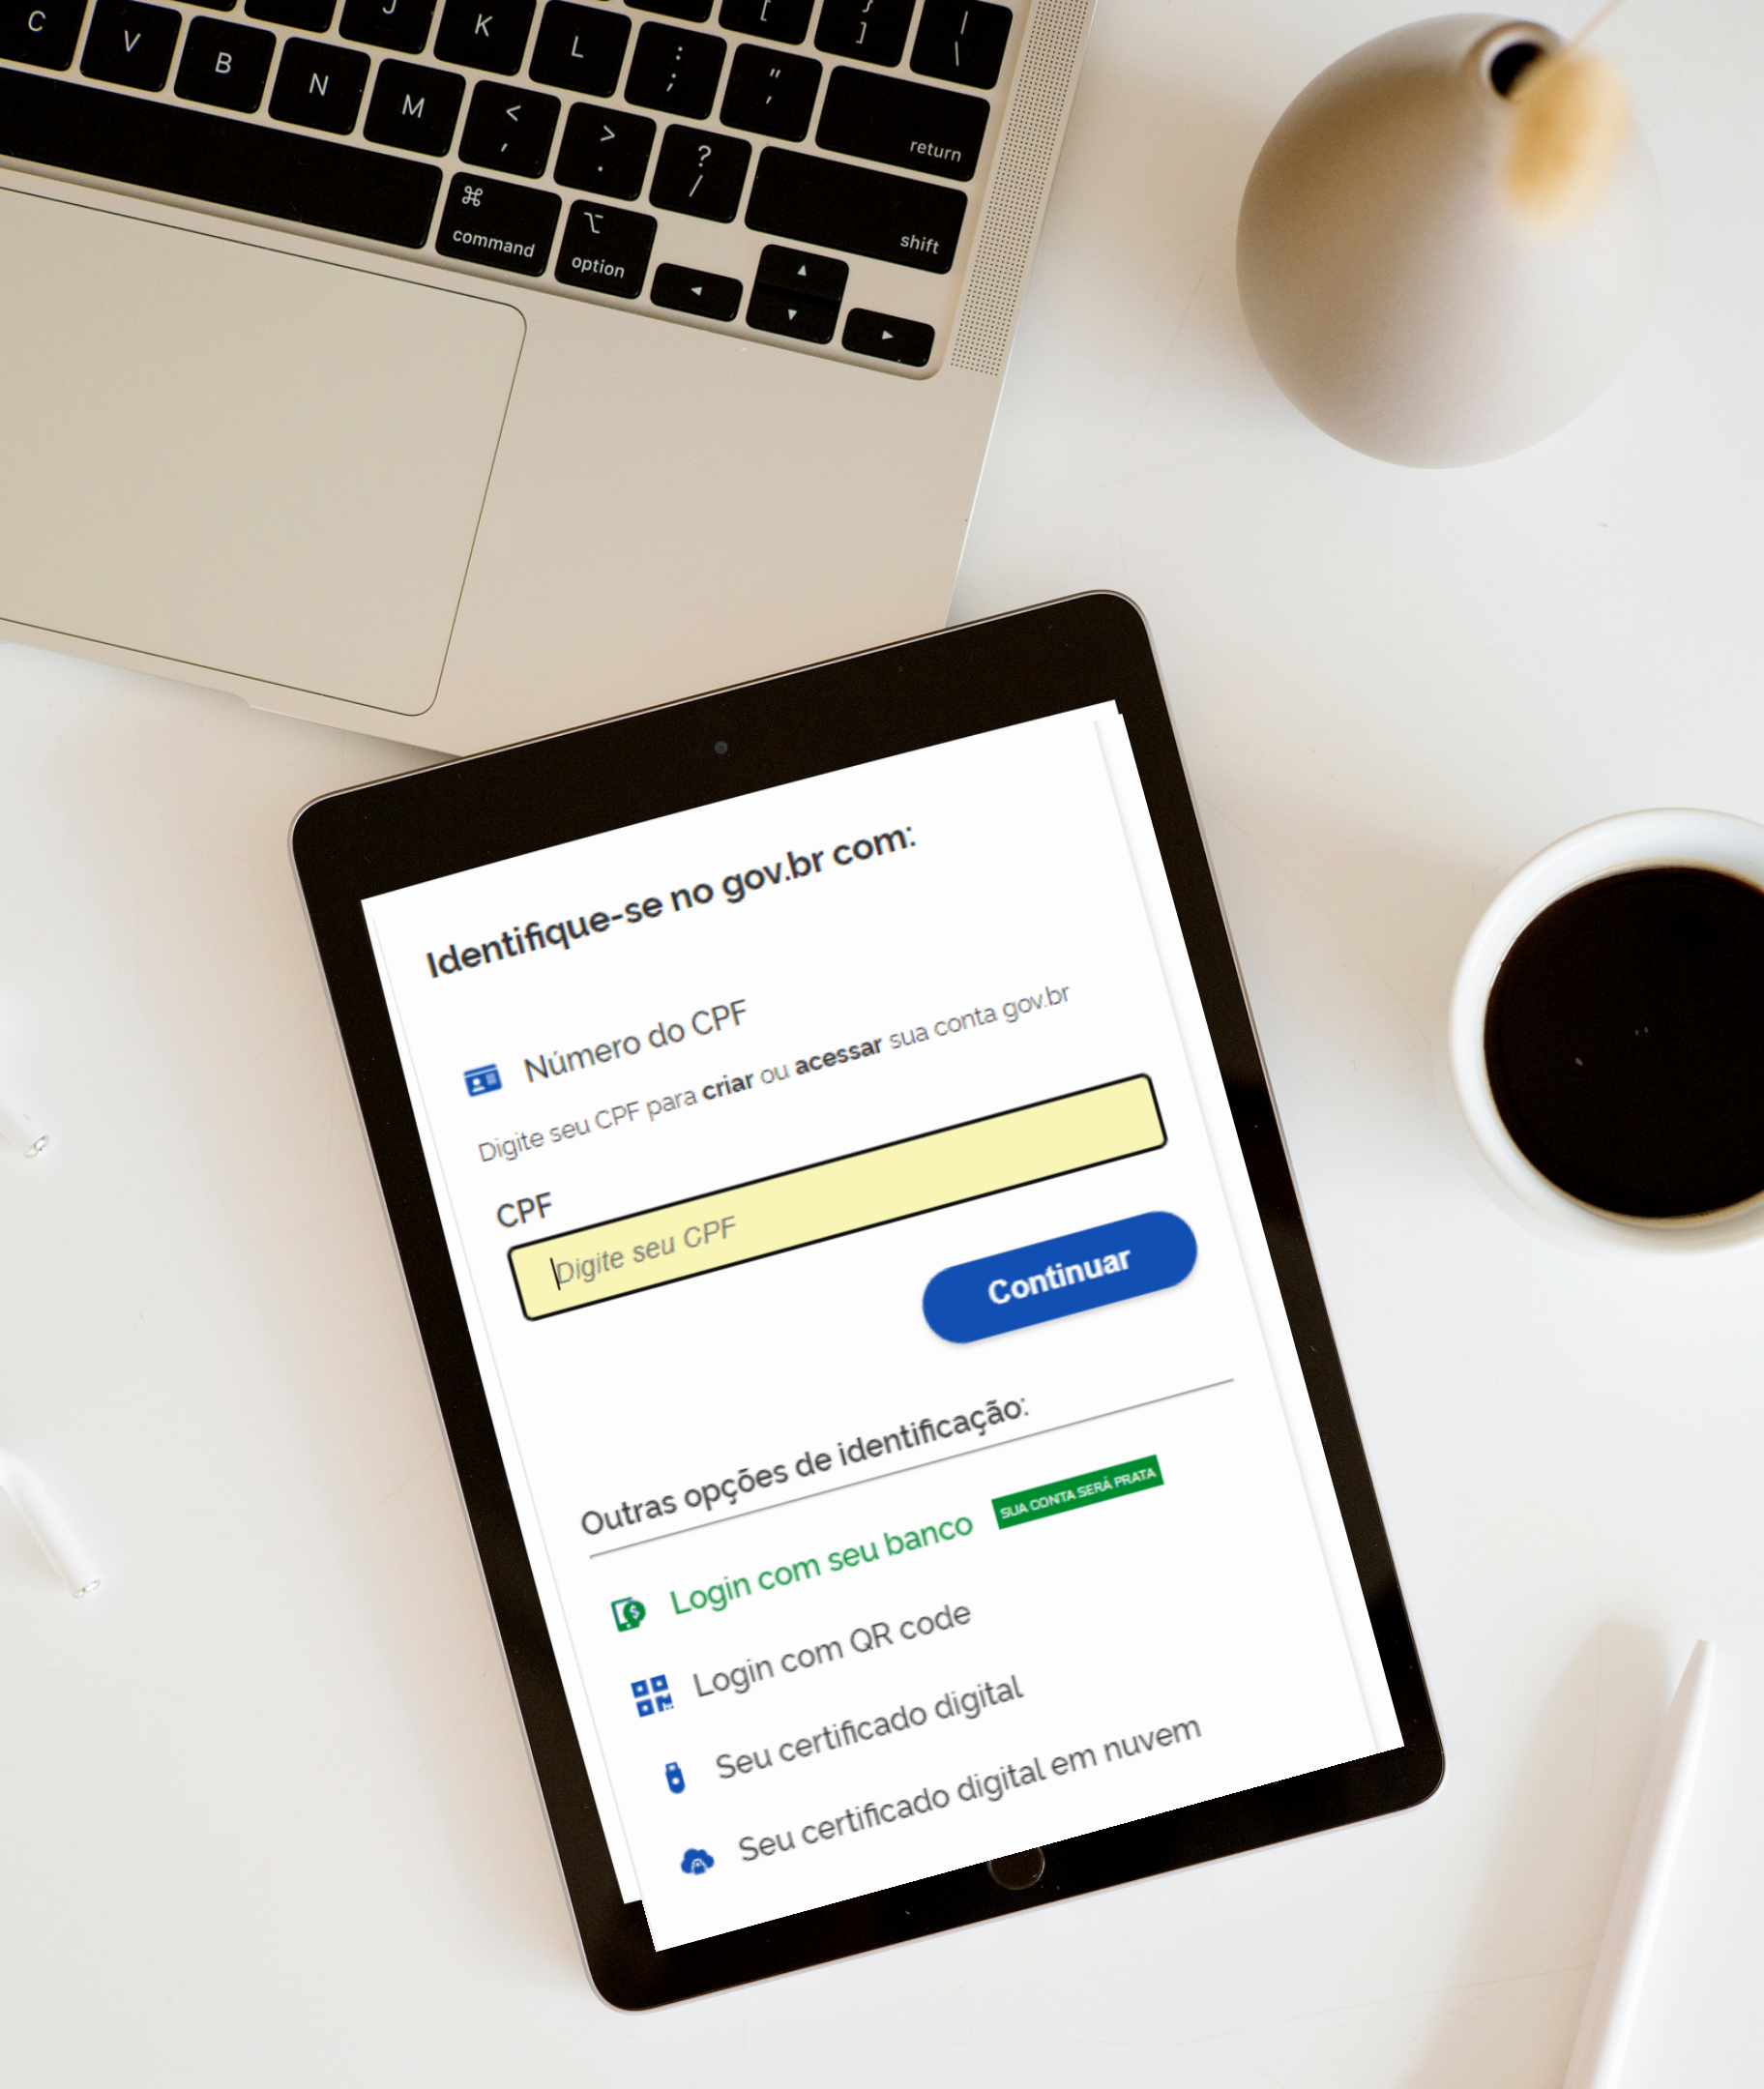 J
[
}
]
|
\
C
V
B
N
M
K
L
:
;
"
,
<
,
>
.
?
/
return
shift
⌘
command
⌥
option
◄
▲
▼
►
Identifique-se no gov.br com:
Número do CPF
Digite seu CPF para criar ou acessar sua conta gov.br
CPF
Digite seu CPF
Continuar
Outras opções de identificação:
Login com seu banco SUA CONTA SERÁ PRATA
Login com QR code
Seu certificado digital
Seu certificado digital em nuvem